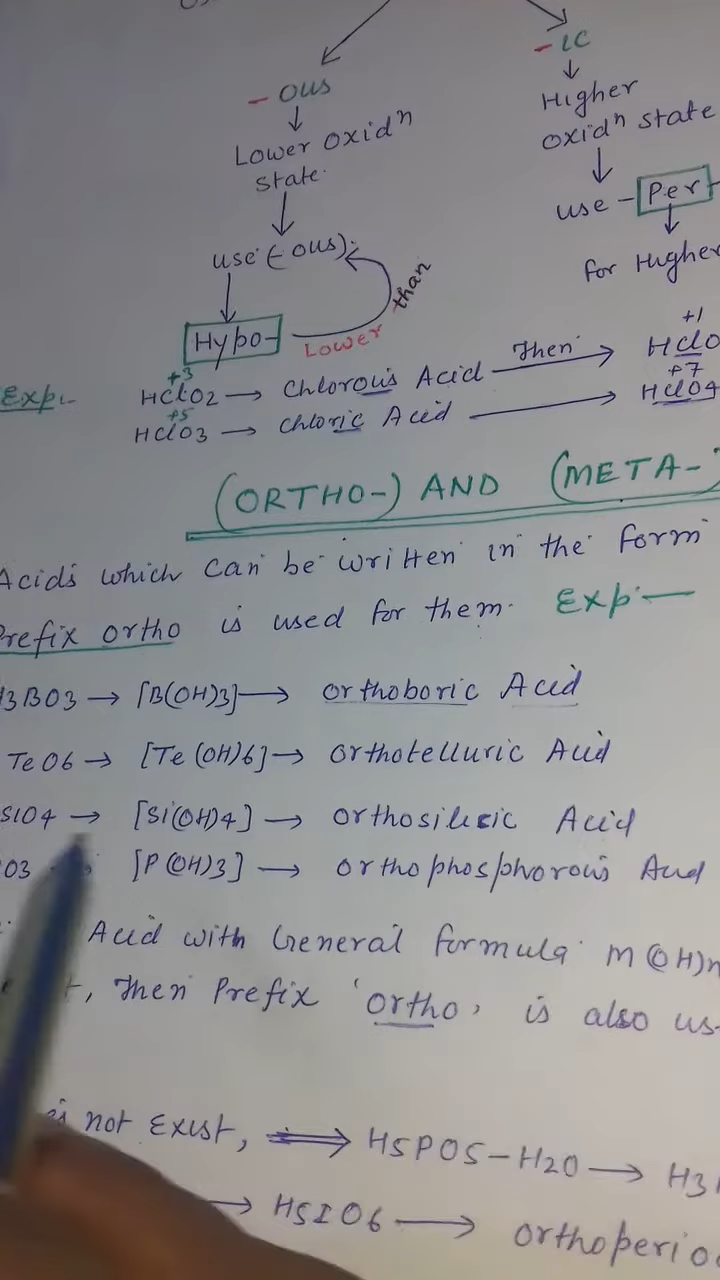 - ous
- ic
Lower oxidⁿ
state.
Higher
oxidⁿ state
use (-ous).
use - Per-
Hypo-
Lower
than
for Higher
Exp:-
+3
HClO2 → Chlorous Acid Then → HClO
+1
+5
HClO3 → Chloric Acid → HClO4
+7
(ORTHO-) AND (META-
Acids which can be written in the form
Prefix ortho is used for them. Exp:-
H3BO3 → [B(OH)3] → orthoboric Acid
TeO6 → [Te(OH)6] → orthotelluric Acid
SiO4 → [Si(OH)4] → orthosilicic Acid
O3 [P(OH)3] → orthophosphorous Acid
Acid with General formula M(OH)n
, Then Prefix 'ortho, is also us
not Exist, ⇒ H5PO5-H2O → H3
→ H5IO6 → orthoperio